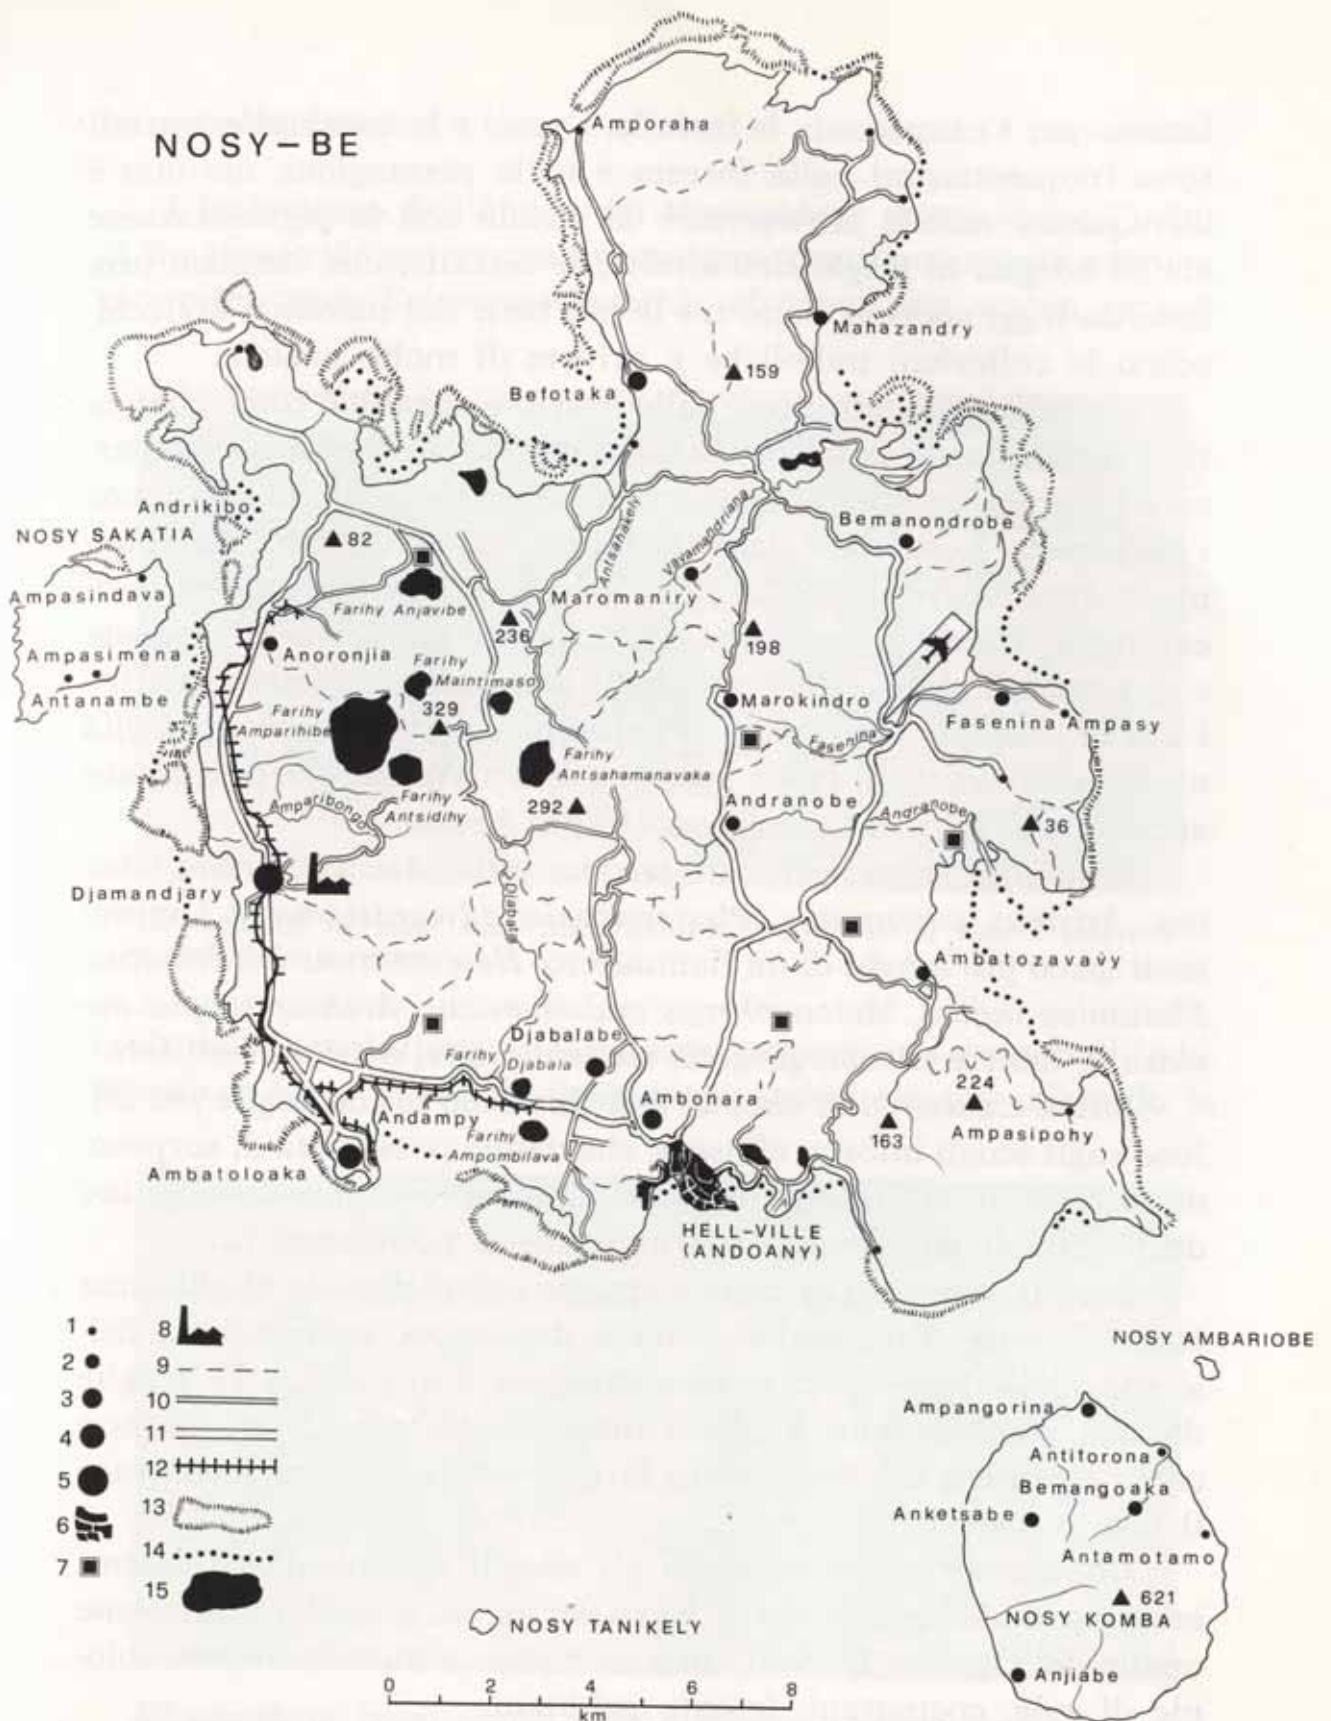 NOSY-BE
Amporaha
Mahazandry
159
Befotaka
Andrikibo
NOSY SAKATIA
82
Bemanondrobe
Antsahakely
Vavamandriana
Ampasindava
Farihy Anjavibe
Maromaniry
236
198
Ampasimena
Anoronjia
Farihy
Maintimaso
Antanambe
Farihy
Amparihibe
329
Marokindro
Fasenina
Fasenina
Ampasy
Farihy
Antsahamanavaka
Amparibongo
Farihy
Antsidihy
292
Andranobe
Andranobe
36
Djamandjary
Djabala
Ambatozavavy
Djabalabe
Farihy
Djabala
224
Ambonara
Andampy
163
Ampasipohy
Farihy
Ampombilava
Ambatoloaka
HELL-VILLE
(ANDOANY)
1
2
3
4
5
6
7
8
9
10
11
12
13
14
15
NOSY AMBARIOBE
Ampangorina
Antiforona
Bemangoaka
Anketsabe
Antamotamo
621
NOSY KOMBA
Anjiabe
NOSY TANIKELY
0 2 4 6 8
km